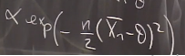 ∝ exp(- n/2 (X̄n - θ)²)